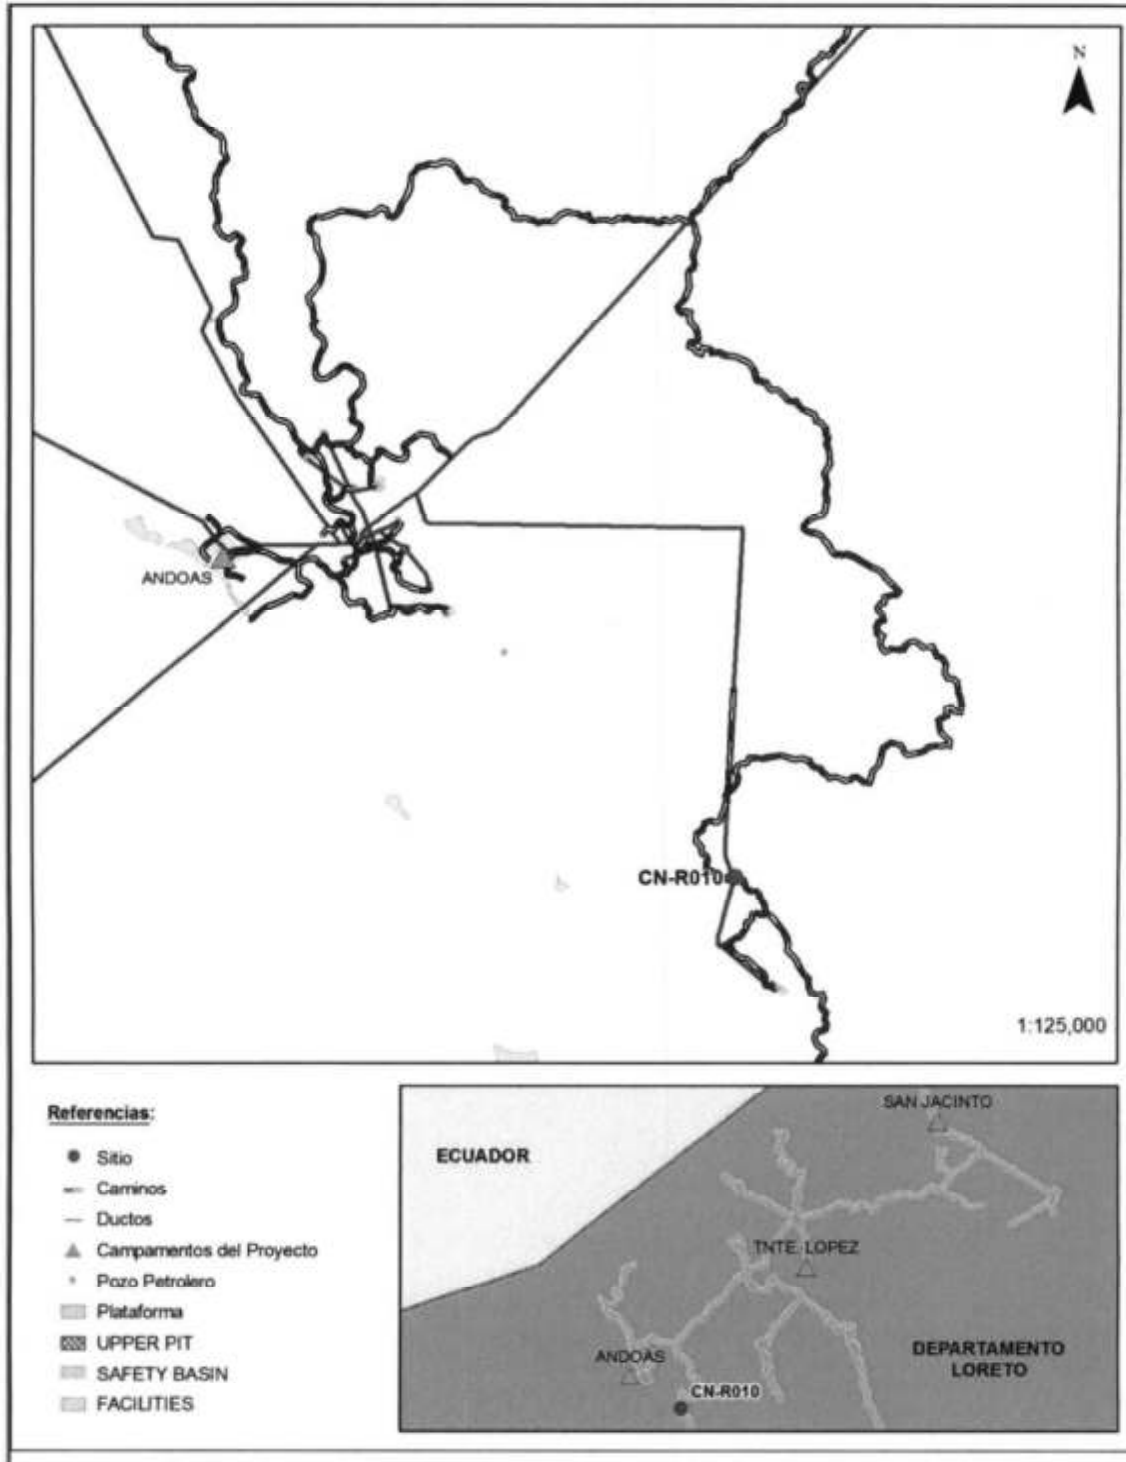 N
ANDOAS
CN-R010
1:125,000
Referencias:
Sitio
Caminos
Ductos
Campamentos del Proyecto
Pozo Petrolero
Plataforma
UPPER PIT
SAFETY BASIN
FACILITIES
SAN JACINTO
ECUADOR
TNTE. LOPEZ
DEPARTAMENTO
LORETO
ANDOAS
CN-R010